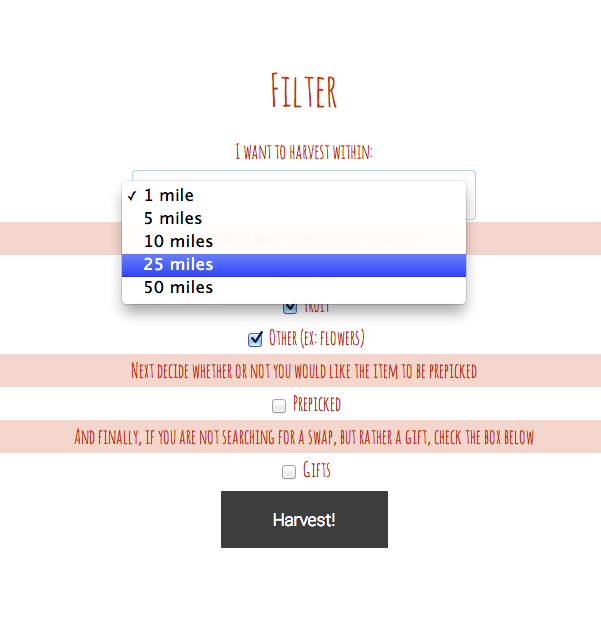 Filter
I want to harvest within:
✓ 1 mile
5 miles
10 miles
25 miles
50 miles
Fruit
Other (ex: flowers)
Next decide whether or not you would like the item to be prepicked
Prepicked
And finally, if you are not searching for a swap, but rather a gift, check the box below
Gifts
Harvest!